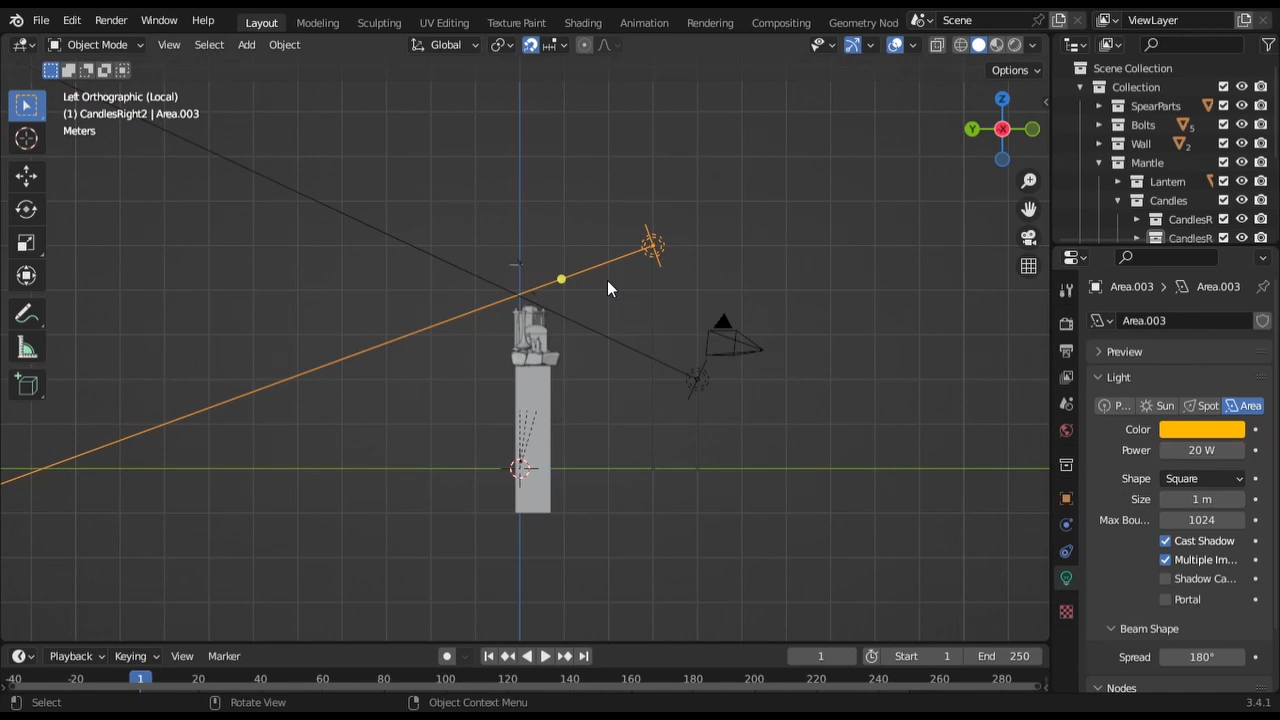 File Edit Render Window Help Layout Modeling Sculpting UV Editing Texture Paint Shading Animation Rendering Compositing Geometry Nod Scene ViewLayer
Object Mode View Select Add Object Global
Options
Left Orthographic (Local)
(1) CandlesRight2 | Area.003
Meters
Z
Y
X
Scene Collection
Collection
SpearParts
Bolts 5
Wall 2
Mantle
Lantern
Candles
CandlesR
CandlesR
Area.003 > Area.003
Area.003
Preview
Light
P... Sun Spot Area
Color
Power 20 W
Shape Square
Size 1 m
Max Bou... 1024
Cast Shadow
Multiple Im...
Shadow Ca...
Portal
Beam Shape
Spread 180°
Nodes
Playback Keying View Marker 1 Start 1 End 250
-40 -20 1 20 40 60 80 100 120 140 160 180 200 220 240 260 280
Select Rotate View Object Context Menu 3.4.1